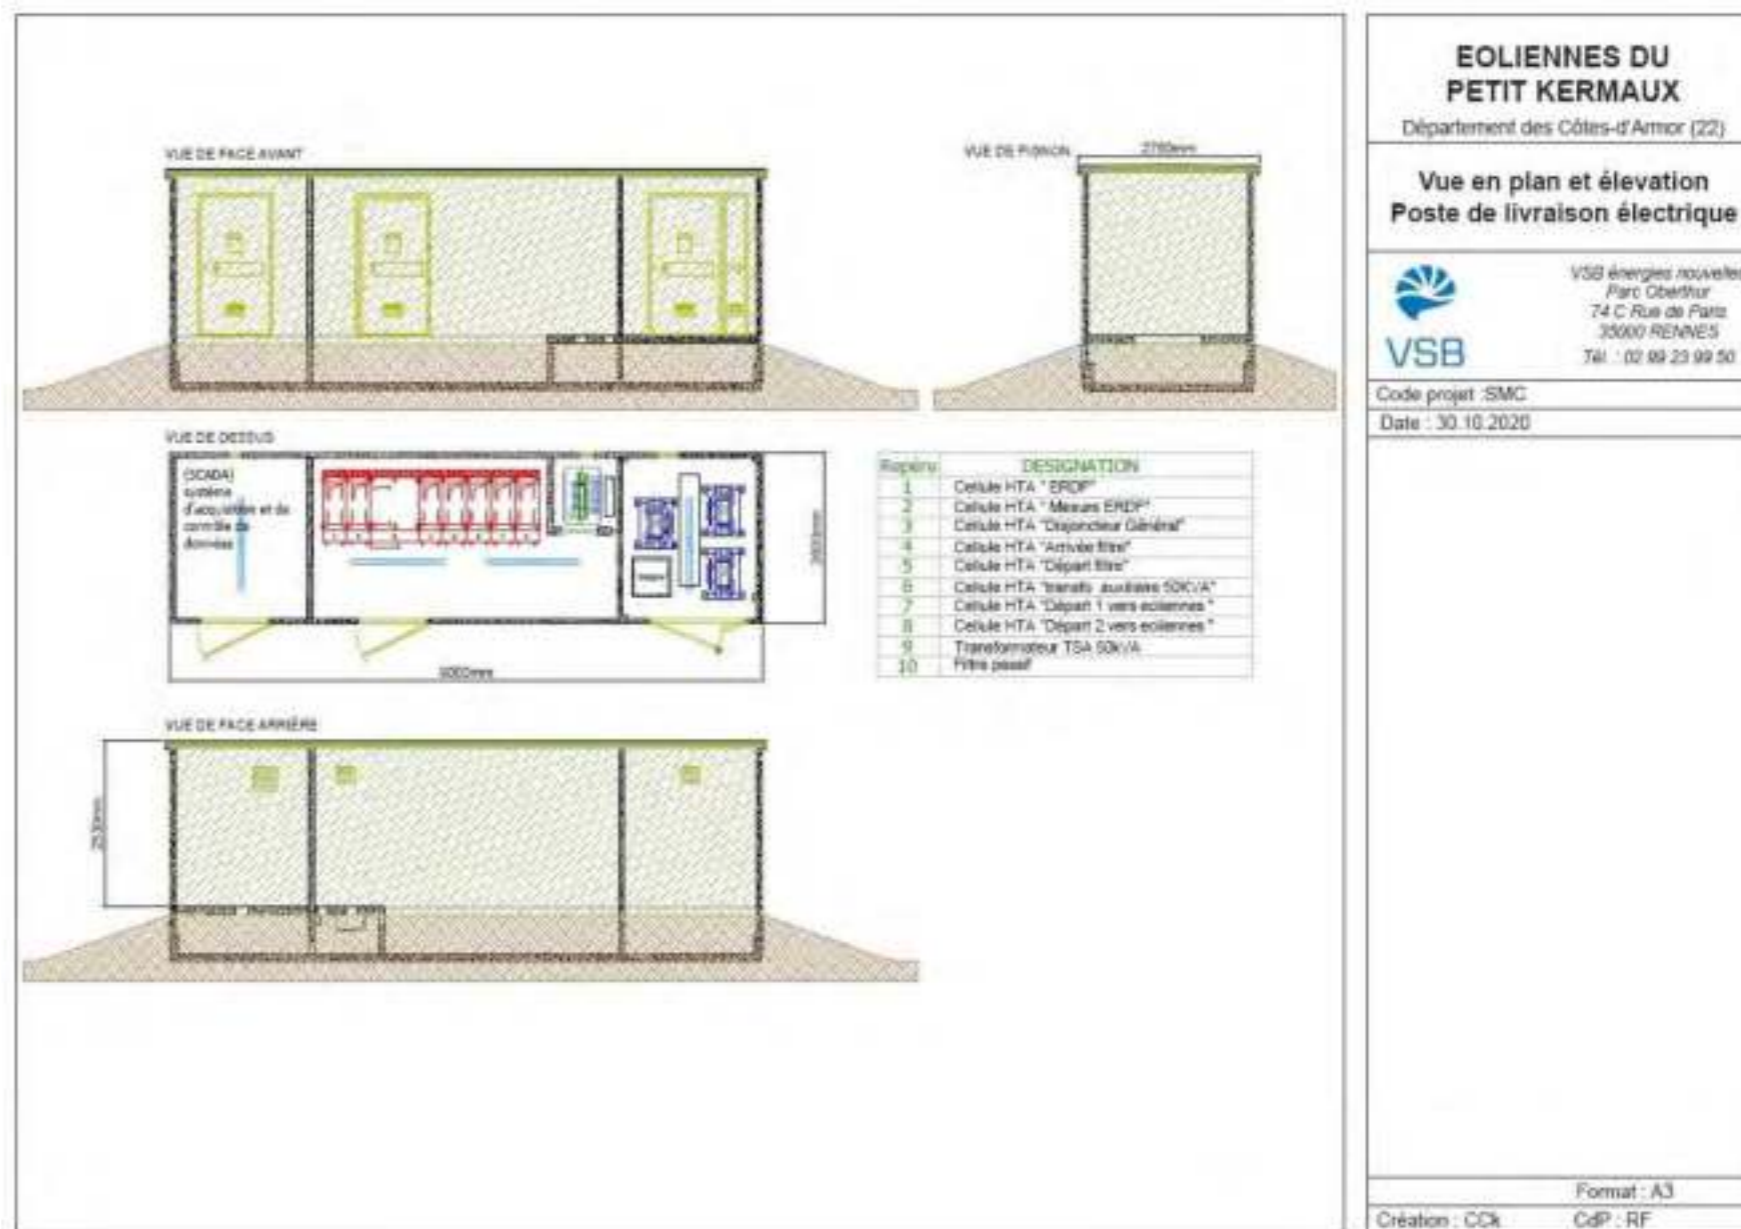 VUE DE FACE AVANT
VUE DE PIGNON
2780mm
VUE DE DESSUS
(SCADA)
système
d'acquisition et de
contrôle de
données
9000mm
VUE DE FACE ARRIÈRE
Repère DESIGNATION
1 Cellule HTA " ERDF"
2 Cellule HTA " Mesure ERDF"
3 Cellule HTA "Disjoncteur Général"
4 Cellule HTA "Arrivée filtre"
5 Cellule HTA "Départ filtre"
6 Cellule HTA "transfo auxiliaire 50KVA"
7 Cellule HTA "Départ 1 vers eoliennes "
8 Cellule HTA "Départ 2 vers eoliennes "
9 Transformateur TSA 50kVA
10 Filtre passif
EOLIENNES DU
PETIT KERMAUX
Département des Côtes-d'Armor (22)
Vue en plan et élevation
Poste de livraison électrique
VSB
VSB énergies nouvelles
Parc Oberthur
74 C Rue de Paris
35000 RENNES
Tél. : 02 99 23 99 50
Code projet :SMC
Date : 30.10.2020
Format : A3
Création : CCk CdP : RF